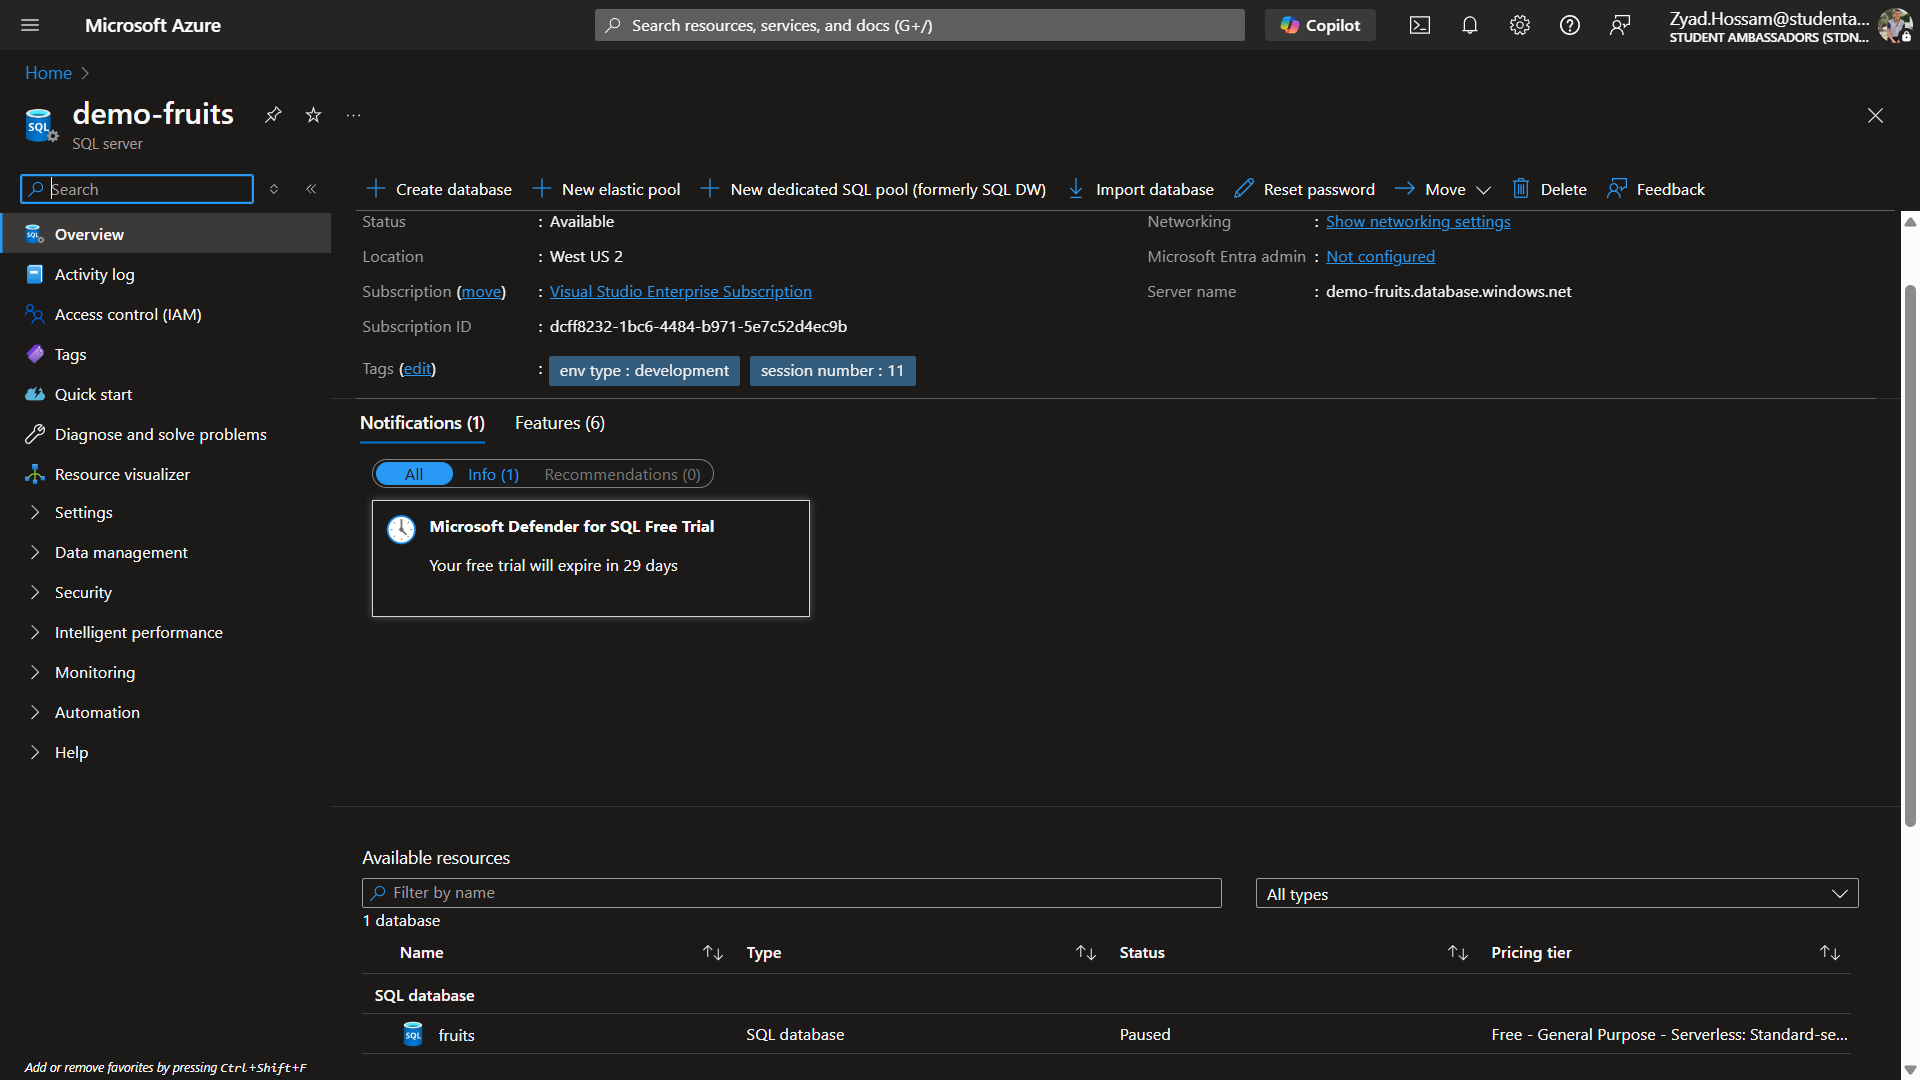 Microsoft Azure
Search resources, services, and docs (G+/)
Copilot
Zyad.Hossam@studenta...
STUDENT AMBASSADORS (STDN...
Home
demo-fruits
SQL server
Search
Create database
New elastic pool
New dedicated SQL pool (formerly SQL DW)
Import database
Reset password
Move
Delete
Feedback
Overview
Activity log
Access control (IAM)
Tags
Quick start
Diagnose and solve problems
Resource visualizer
Settings
Data management
Security
Intelligent performance
Monitoring
Automation
Help
Add or remove favorites by pressing Ctrl+Shift+F
Status : Available
Location : West US 2
Subscription (move) : Visual Studio Enterprise Subscription
Subscription ID : dcff8232-1bc6-4484-b971-5e7c52d4ec9b
Tags (edit) : env type : development session number : 11
Networking : Show networking settings
Microsoft Entra admin : Not configured
Server name : demo-fruits.database.windows.net
Notifications (1) Features (6)
All Info (1) Recommendations (0)
Microsoft Defender for SQL Free Trial
Your free trial will expire in 29 days
Available resources
Filter by name
All types
1 database
Name Type Status Pricing tier
SQL database
SQL fruits SQL database Paused Free - General Purpose - Serverless: Standard-se...